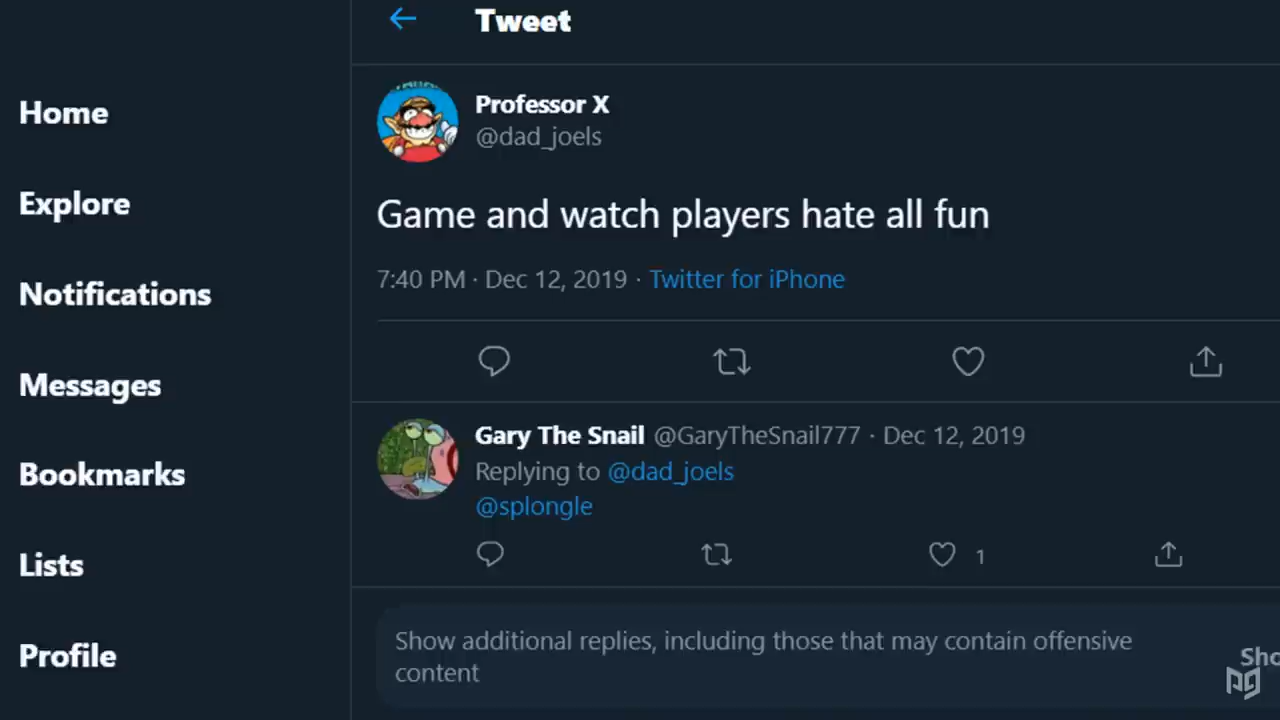 Tweet
Home
Explore
Notifications
Messages
Bookmarks
Lists
Profile
Professor X
@dad_joels
Game and watch players hate all fun
7:40 PM · Dec 12, 2019 · Twitter for iPhone
Gary The Snail @GaryTheSnail777 · Dec 12, 2019
Replying to @dad_joels
@splongle
1
Show additional replies, including those that may contain offensive
content